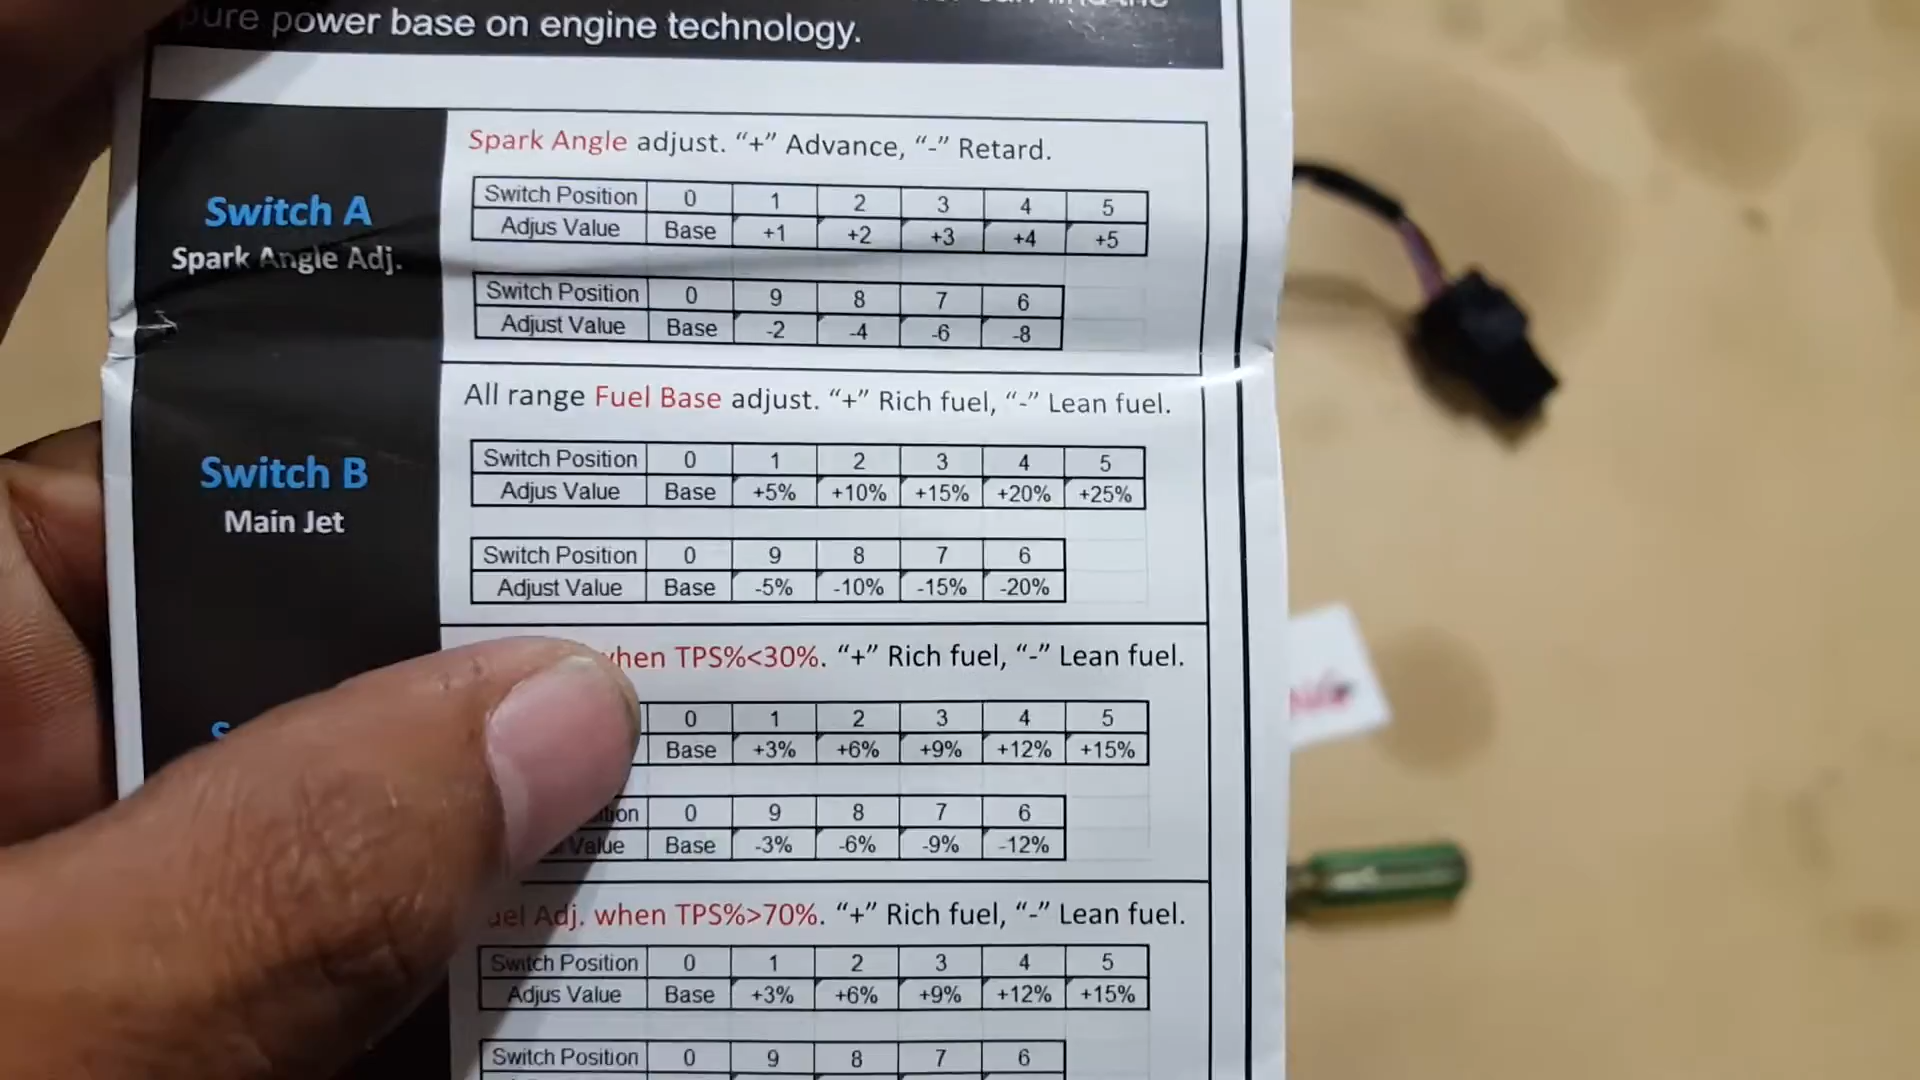 pure power base on engine technology.
Spark Angle adjust. “+” Advance, “-” Retard.
Switch A
Spark Angle Adj.
Switch Position 0 1 2 3 4 5
Adjus Value Base +1 +2 +3 +4 +5
Switch Position 0 9 8 7 6
Adjust Value Base -2 -4 -6 -8
All range Fuel Base adjust. “+” Rich fuel, “-” Lean fuel.
Switch B
Main Jet
Switch Position 0 1 2 3 4 5
Adjus Value Base +5% +10% +15% +20% +25%
Switch Position 0 9 8 7 6
Adjust Value Base -5% -10% -15% -20%
when TPS%<30%. “+” Rich fuel, “-” Lean fuel.
0 1 2 3 4 5
Base +3% +6% +9% +12% +15%
0 9 8 7 6
Value Base -3% -6% -9% -12%
Adj. when TPS%>70%. “+” Rich fuel, “-” Lean fuel.
Switch Position 0 1 2 3 4 5
Adjus Value Base +3% +6% +9% +12% +15%
Switch Position 0 9 8 7 6